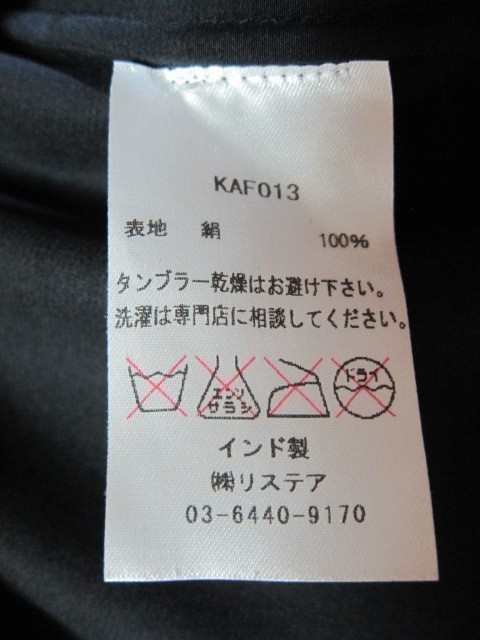 KAF013
表地 絹 100%
タンブラー乾燥はお避け下さい。
洗濯は専門店に相談してください。
エンソ サラシ ドライ
インド製
㈱リステア
03-6440-9170